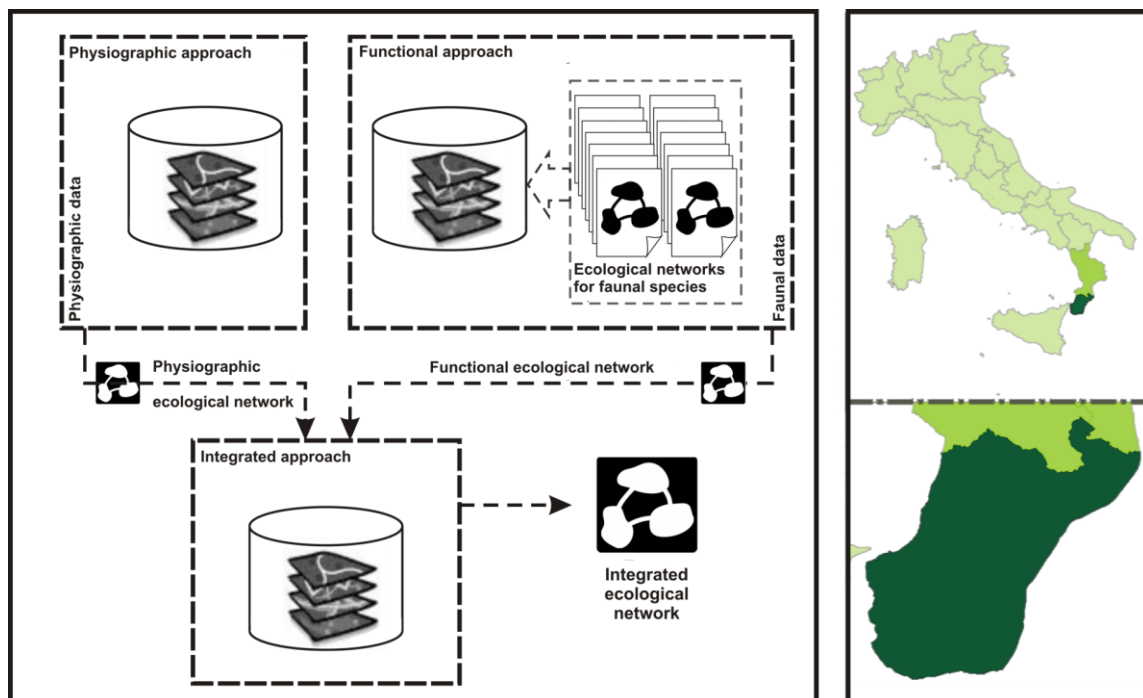 Physiographic approach
Physiographic data
Functional approach
Ecological networks
for faunal species
Faunal data
Physiographic
ecological network
Functional ecological network
Integrated approach
Integrated
ecological
network